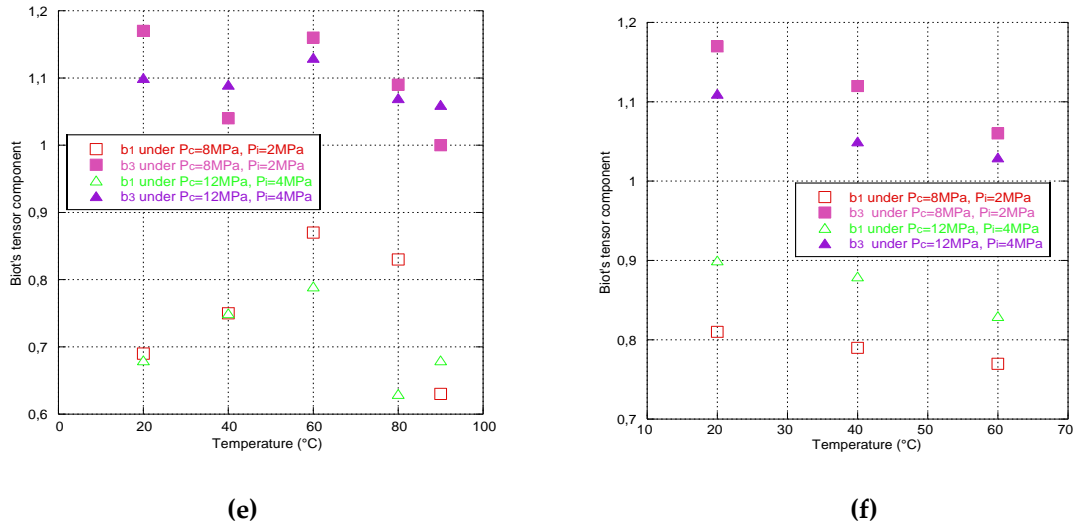 1,2
1,1
1
0,9
0,8
0,7
0,6
Biot's tensor component
b1 under Pc=8MPa, Pi=2MPa
b3 under Pc=8MPa, Pi=2MPa
b1 under Pc=12MPa, Pi=4MPa
b3 under Pc=12MPa, Pi=4MPa
0 20 40 60 80 100
Temperature (°C)
(e)
1,2
1,1
1
0,9
0,8
0,7
Biot's tensor component
b1 under Pc=8MPa, Pi=2MPa
b3 under Pc=8MPa, Pi=2MPa
b1 under Pc=12MPa, Pi=4MPa
b3 under Pc=12MPa, Pi=4MPa
10 20 30 40 50 60 70
Temperature (°C)
(f)